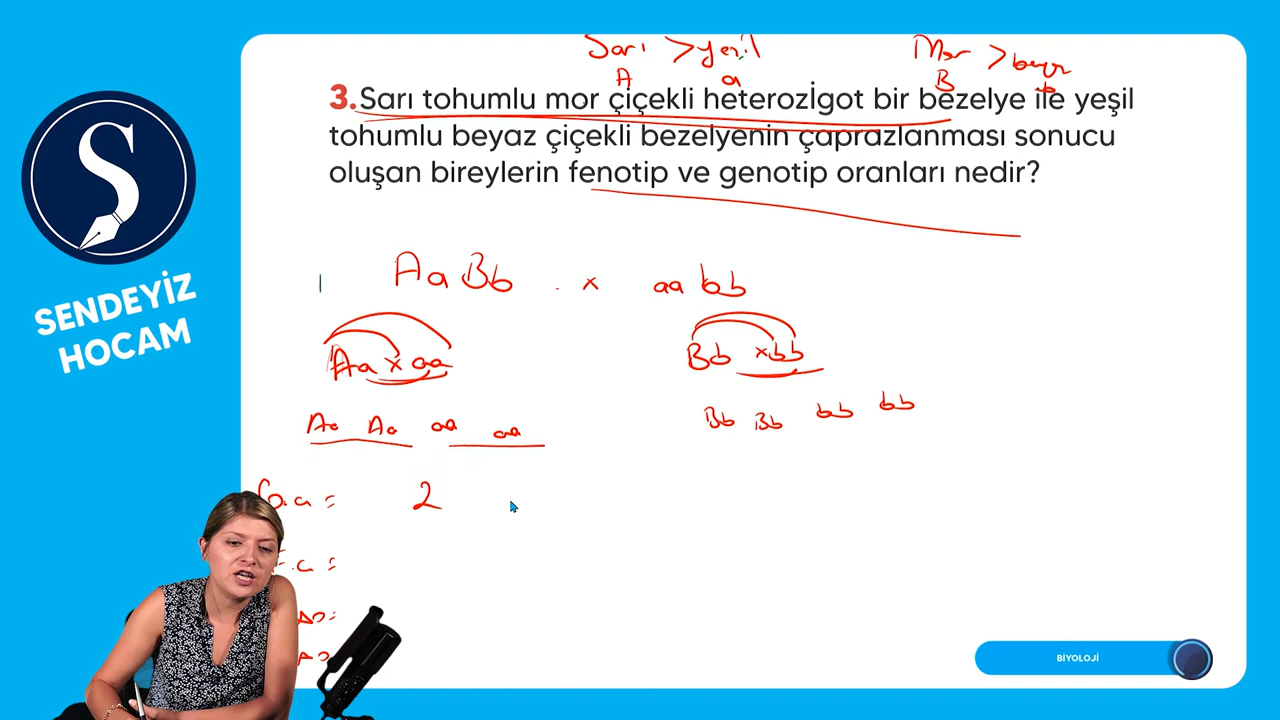 Sarı > yeşil
Mor > beyaz
A a
B b
3. Sarı tohumlu mor çiçekli heterozİgot bir bezelye ile yeşil
tohumlu beyaz çiçekli bezelyenin çaprazlanması sonucu
oluşan bireylerin fenotip ve genotip oranları nedir?
S
SENDEYİZ
HOCAM
AaBb x aabb
Aa x aa
Bb x bb
Aa Aa aa aa
Bb Bb bb bb
G.Ç = 2
F.Ç =
BİYOLOJİ